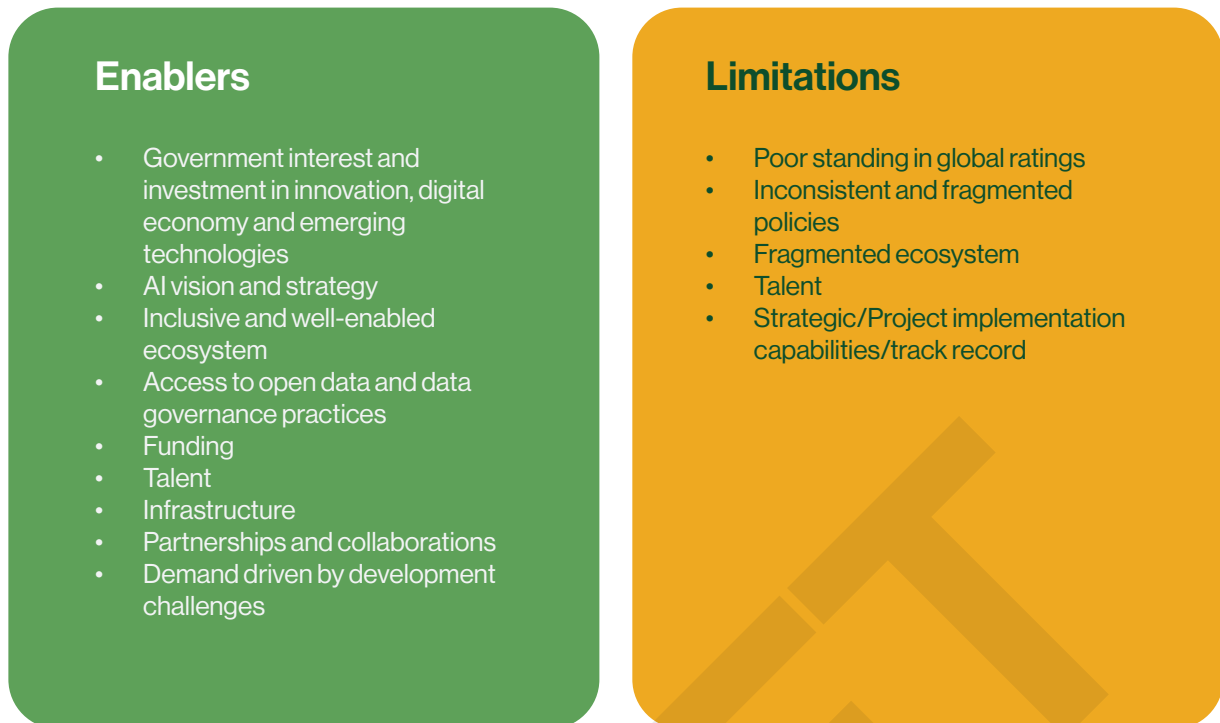 Enablers
• Government interest and
investment in innovation, digital
economy and emerging
technologies
• AI vision and strategy
• Inclusive and well-enabled
ecosystem
• Access to open data and data
governance practices
• Funding
• Talent
• Infrastructure
• Partnerships and collaborations
• Demand driven by development
challenges
Limitations
• Poor standing in global ratings
• Inconsistent and fragmented
policies
• Fragmented ecosystem
• Talent
• Strategic/Project implementation
capabilities/track record